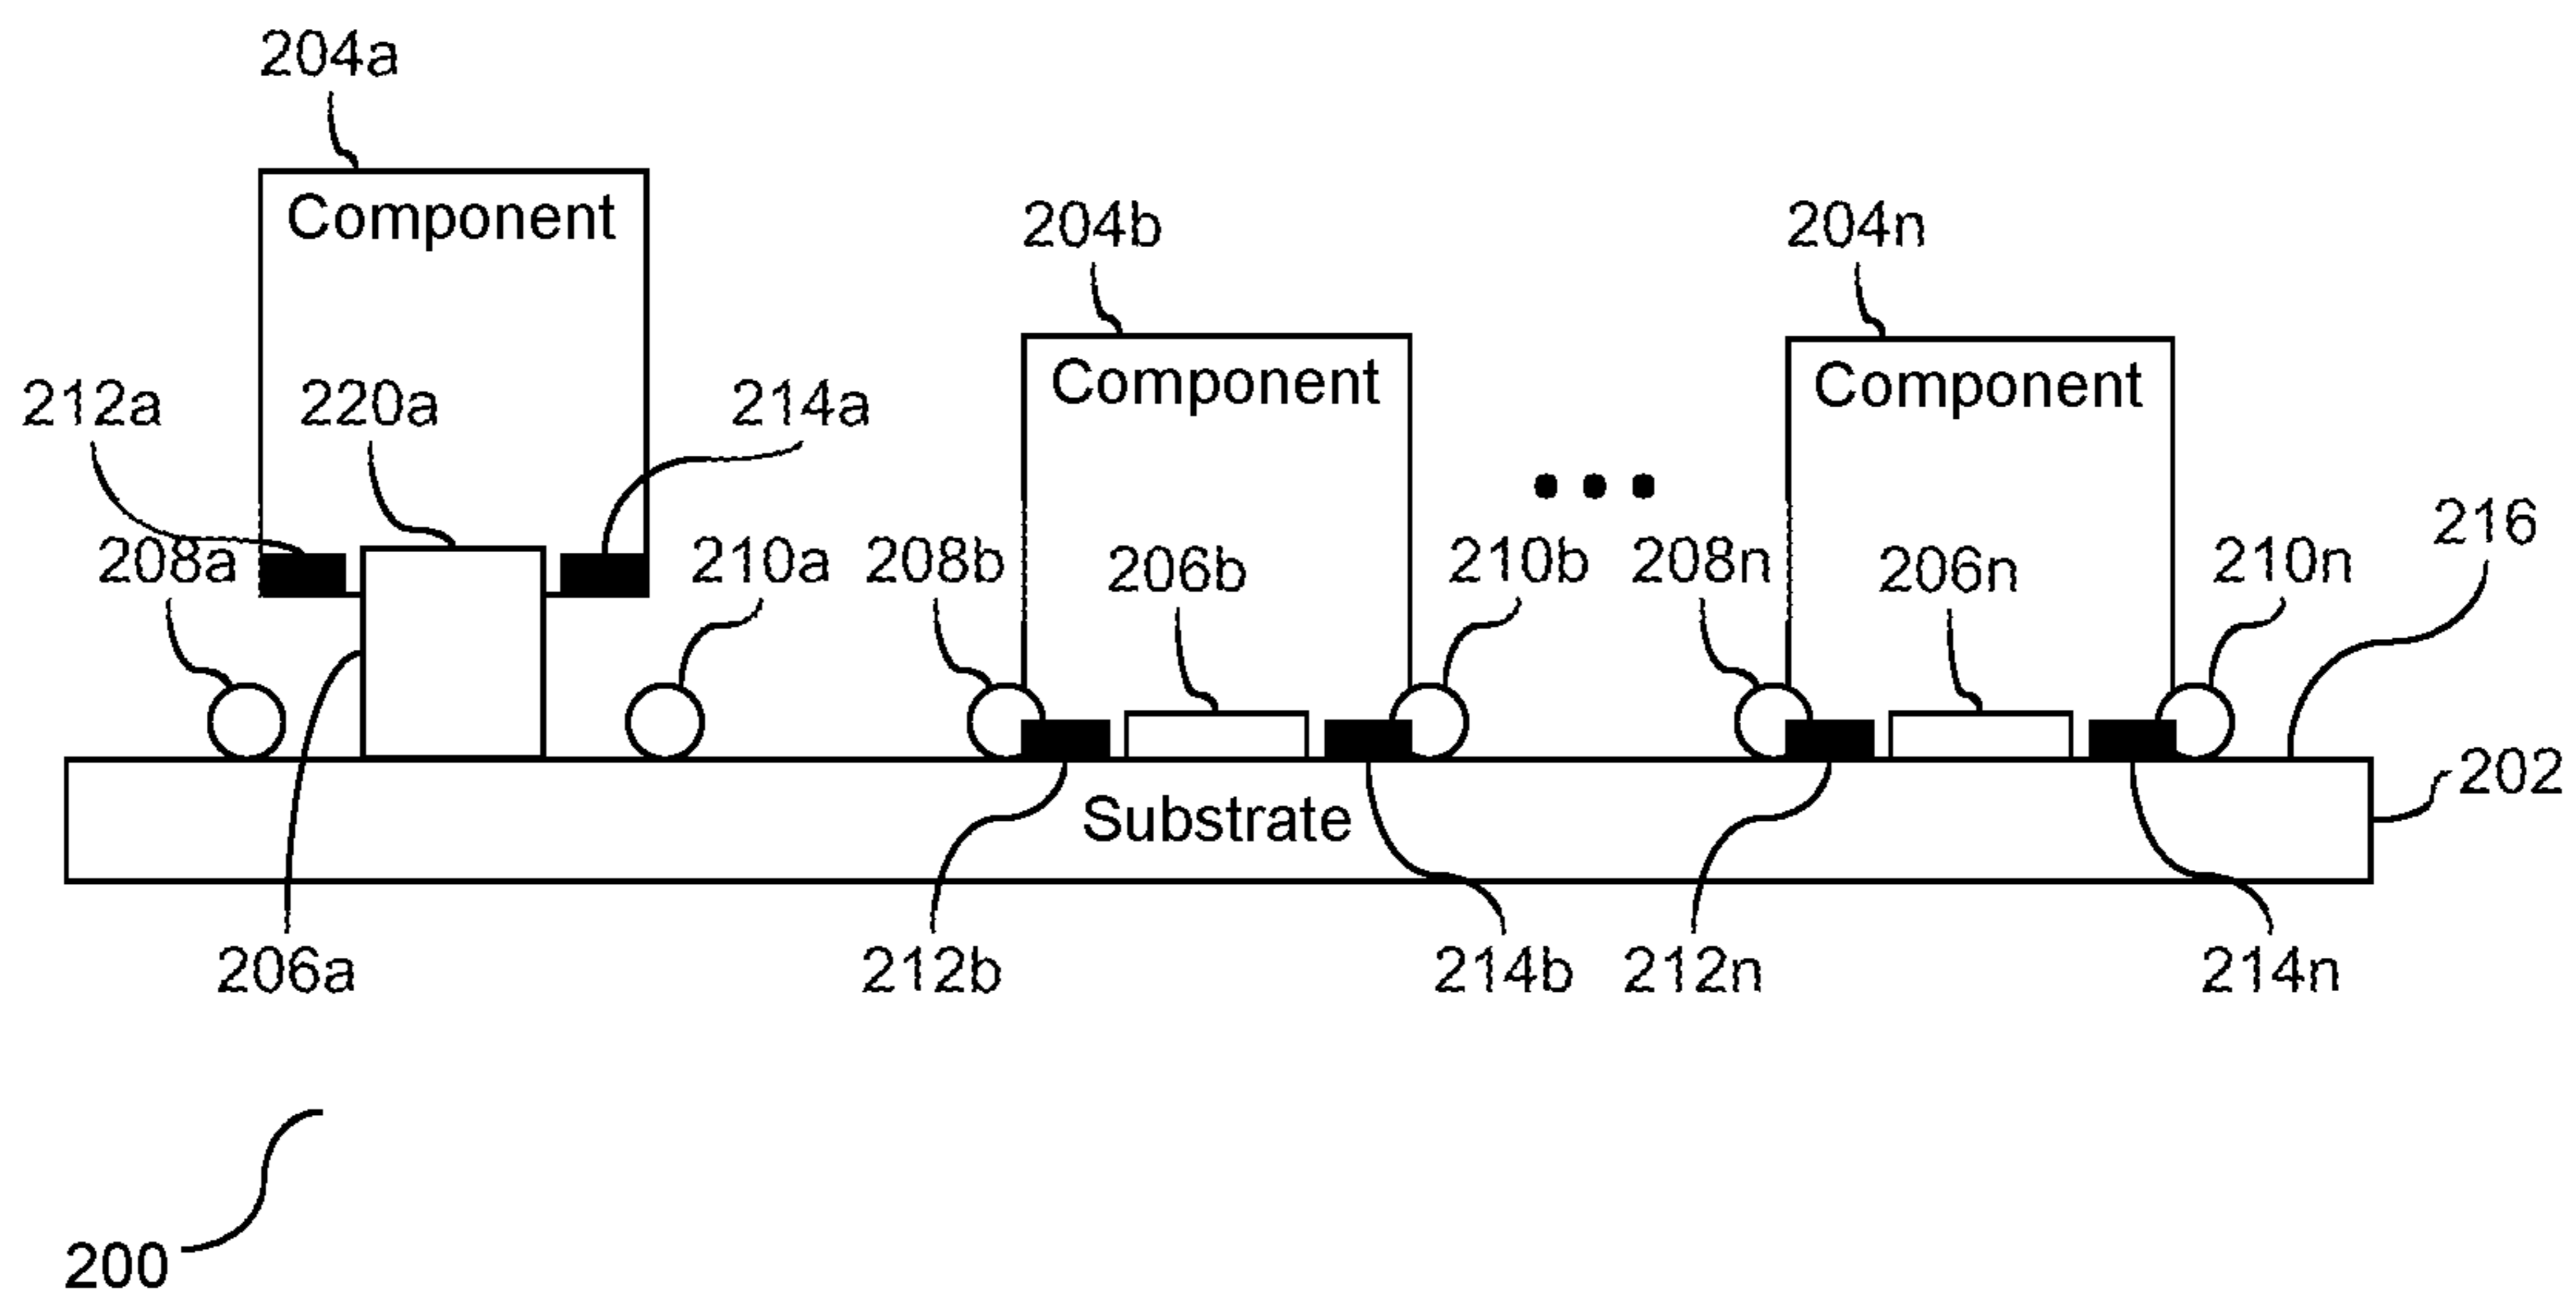 204a
Component
204b
204n
Component
Component
212a
220a
214a
216
208a
210a
208b
206b
210b
208n
206n
210n
202
Substrate
206a
212b
214b
212n
214n
200